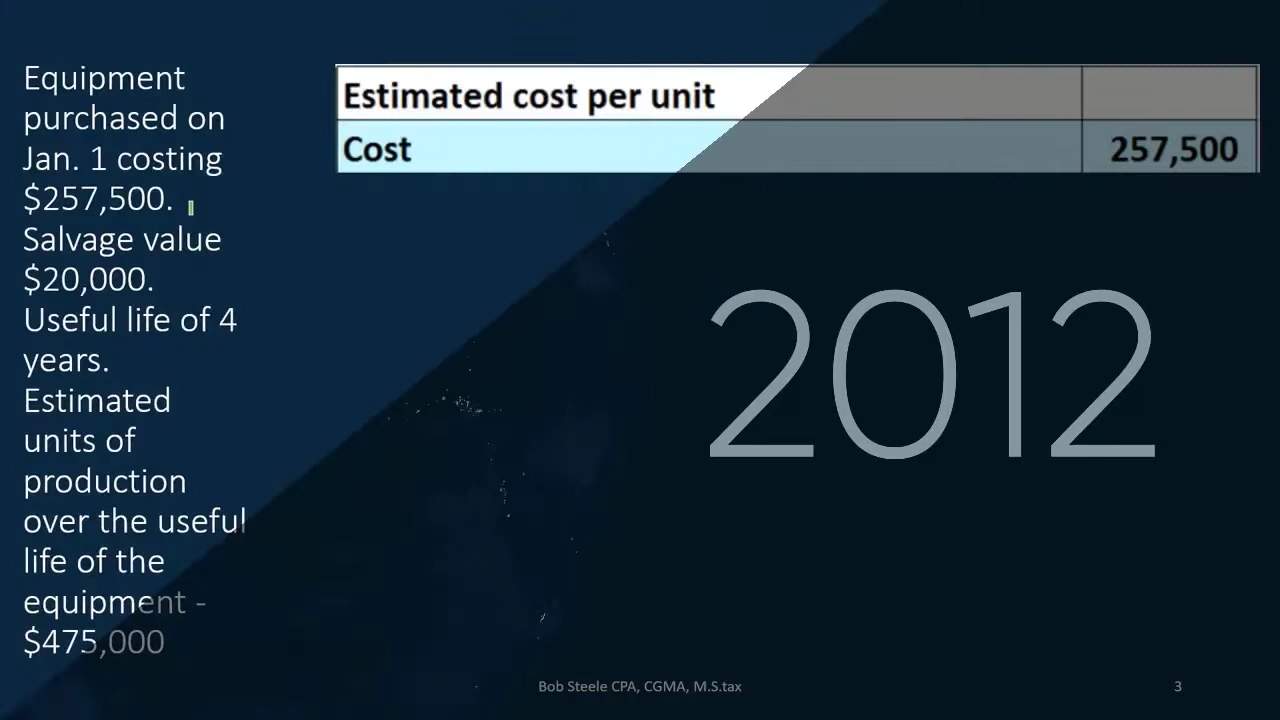 Equipment
purchased on
Jan. 1 costing
$257,500.
Salvage value
$20,000.
Useful life of 4
years.
Estimated
units of
production
over the useful
life of the
equipment -
$475,000
Estimated cost per unit
Cost 257,500
2012
Bob Steele CPA, CGMA, M.S.tax
3